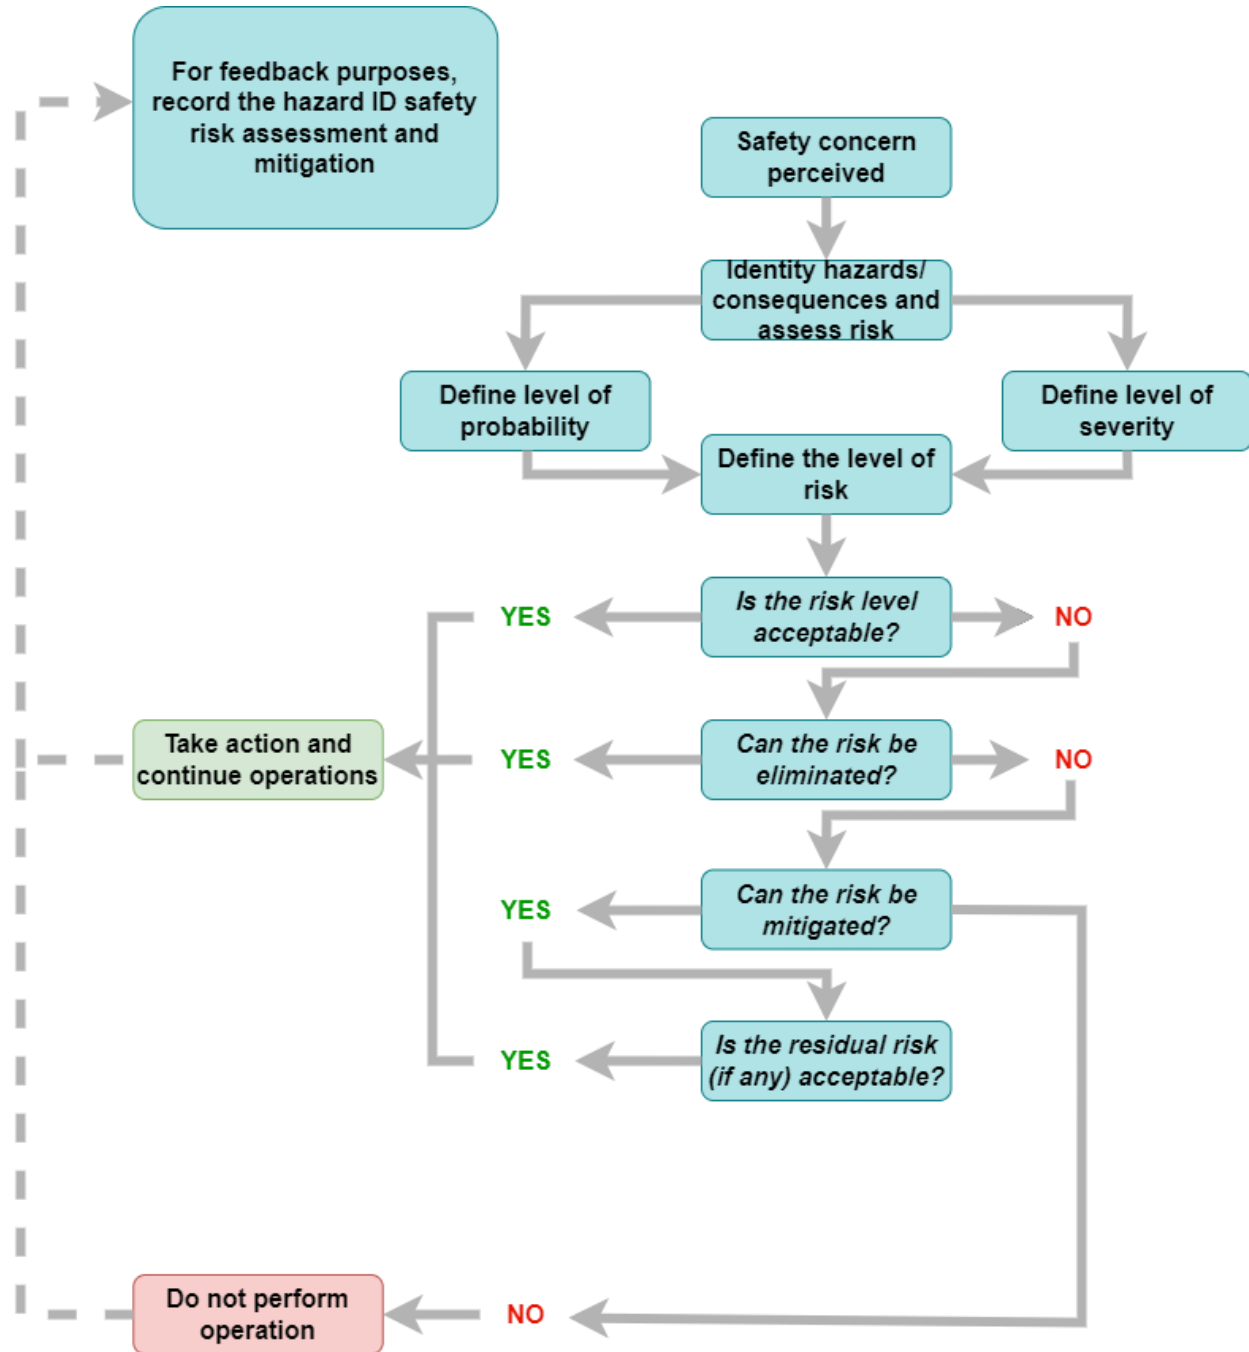 For feedback purposes,
record the hazard ID safety
risk assessment and
mitigation
Safety concern
perceived
Identity hazards/
consequences and
assess risk
Define level of
probability
Define level of
severity
Define the level of
risk
YES
Is the risk level
acceptable?
NO
Take action and
continue operations
YES
Can the risk be
eliminated?
NO
YES
Can the risk be
mitigated?
YES
Is the residual risk
(if any) acceptable?
Do not perform
operation
NO